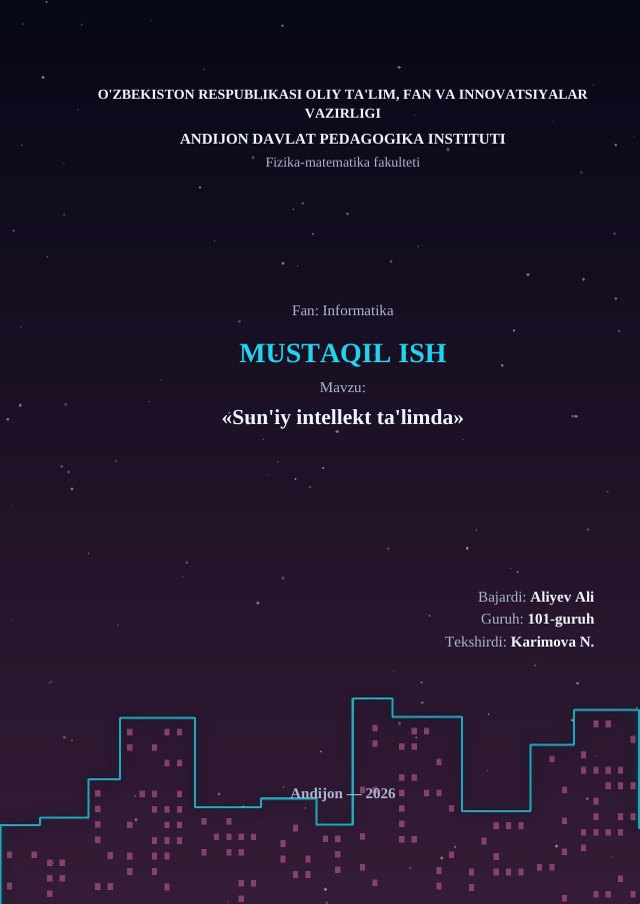 O'ZBEKISTON RESPUBLIKASI OLIY TA'LIM, FAN VA INNOVATSIYALAR
VAZIRLIGI
ANDIJON DAVLAT PEDAGOGIKA INSTITUTI
Fizika-matematika fakulteti
Fan: Informatika
MUSTAQIL ISH
Mavzu:
«Sun'iy intellekt ta'limda»
Bajardi: Aliyev Ali
Guruh: 101-guruh
Tekshirdi: Karimova N.
Andijon — 2026